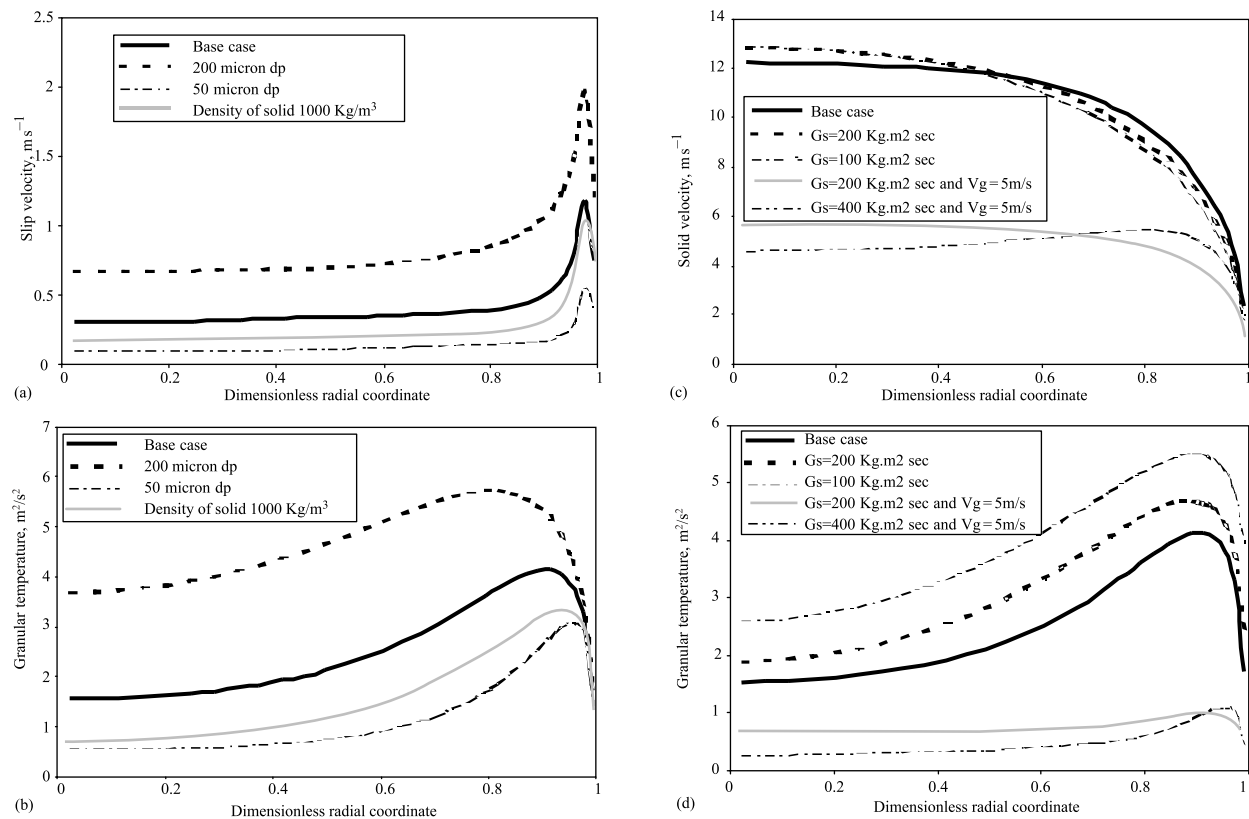 2.5
2
1.5
1
0.5
0
Slip velocity, m s−1
Base case
200 micron dp
50 micron dp
Density of solid 1000 Kg/m3
0 0.2 0.4 0.6 0.8 1
(a)
Dimensionless radial coordinate
14
12
10
8
6
4
2
0
Solid velocity, m s−1
Base case
Gs=200 Kg.m2 sec
Gs=100 Kg.m2 sec
Gs=200 Kg.m2 sec and Vg=5m/s
Gs=400 Kg.m2 sec and Vg=5m/s
0 0.2 0.4 0.6 0.8 1
(c)
Dimensionless radial coordinate
7
6
5
4
3
2
1
0
Granular temperature, m2/s2
Base case
200 micron dp
50 micron dp
Density of solid 1000 Kg/m3
0 0.2 0.4 0.6 0.8 1
(b)
Dimensionless radial coordinate
6
5
4
3
2
1
0
Granular temperature, m2/s2
Base case
Gs=200 Kg.m2 sec
Gs=100 Kg.m2 sec
Gs=200 Kg.m2 sec and Vg=5m/s
Gs=400 Kg.m2 sec and Vg=5m/s
0 0.2 0.4 0.6 0.8 1
(d)
Dimensionless radial coordinate